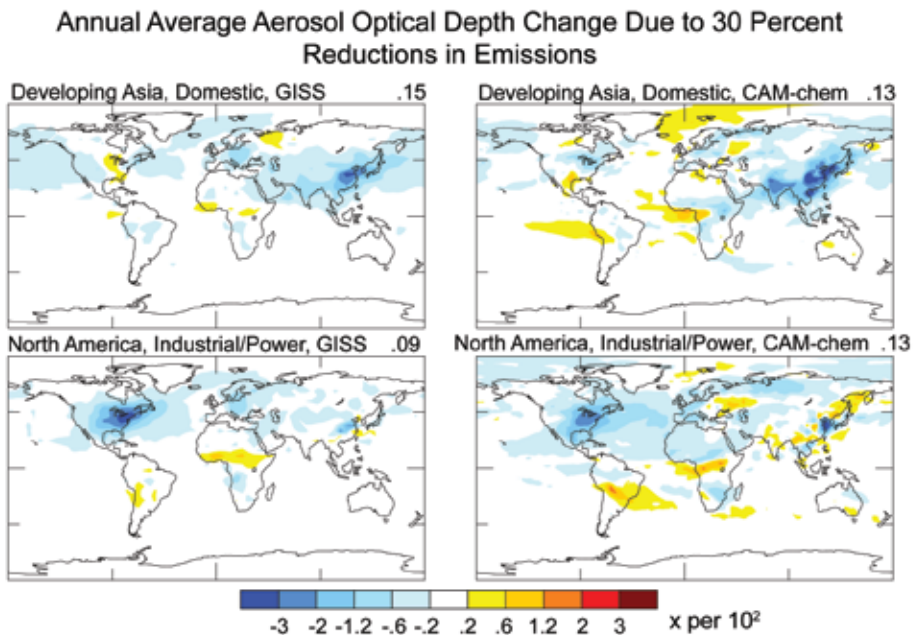 Annual Average Aerosol Optical Depth Change Due to 30 Percent
Reductions in Emissions
Developing Asia, Domestic, GISS .15
Developing Asia, Domestic, CAM-chem .13
North America, Industrial/Power, GISS .09
North America, Industrial/Power, CAM-chem .13
-3 -2 -1.2 -.6 -.2 .2 .6 1.2 2 3 x per 10²